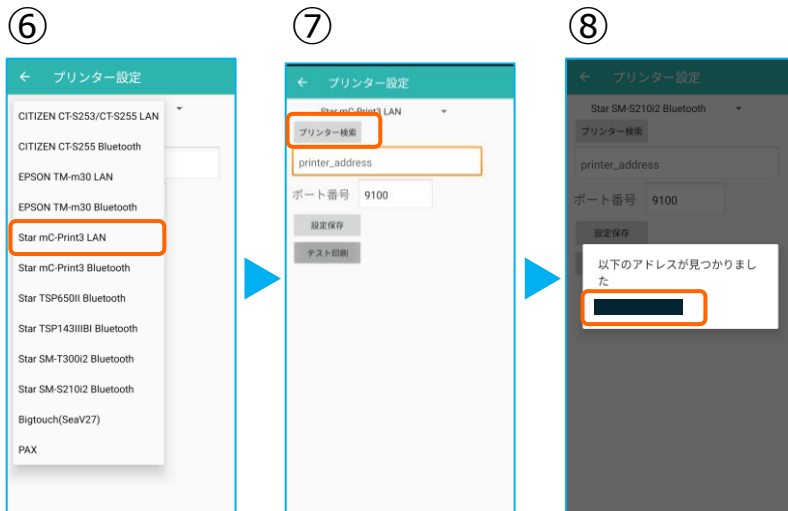 ⑥
← プリンター設定
CITIZEN CT-S253/CT-S255 LAN
CITIZEN CT-S255 Bluetooth
EPSON TM-m30 LAN
EPSON TM-m30 Bluetooth
Star mC-Print3 LAN
Star mC-Print3 Bluetooth
Star TSP650II Bluetooth
Star TSP143IIIBI Bluetooth
Star SM-T300i2 Bluetooth
Star SM-S210i2 Bluetooth
Bigtouch(SeaV27)
PAX
⑦
← プリンター設定
Star mC-Print3 LAN
プリンター検索
printer_address
ポート番号 9100
設定保存
テスト印刷
⑧
← プリンター設定
Star SM-S210i2 Bluetooth
プリンター検索
printer_address
ポート番号 9100
設定保存
以下のアドレスが見つかりまし
た